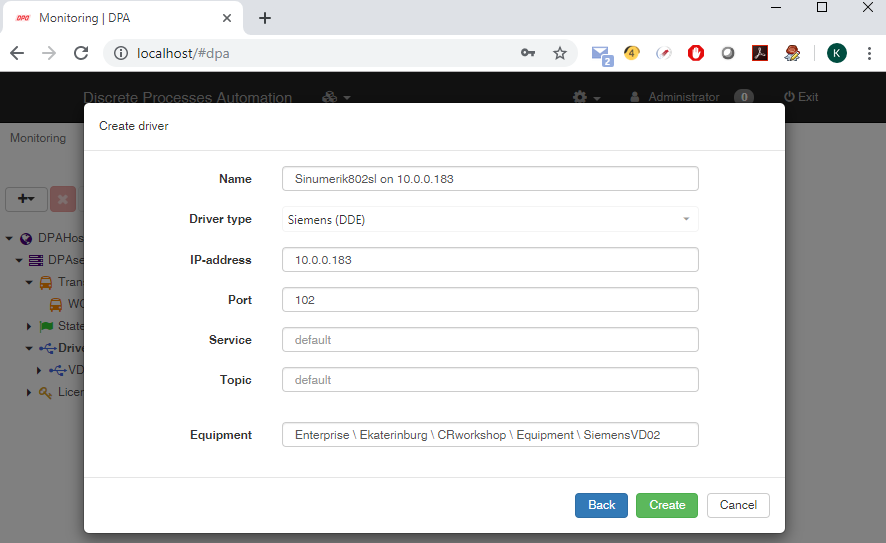 DPA Monitoring | DPA
localhost/#dpa
2
4
K
Discrete Processes Automation
Administrator 0 Exit
Monitoring
Create driver
Name Sinumerik802sl on 10.0.0.183
Driver type Siemens (DDE)
IP-address 10.0.0.183
Port 102
Service default
Topic default
Equipment Enterprise \ Ekaterinburg \ CRworkshop \ Equipment \ SiemensVD02
DPAHos
DPAse
Tran
WC
State
Drive
VD
Licen
Back Create Cancel